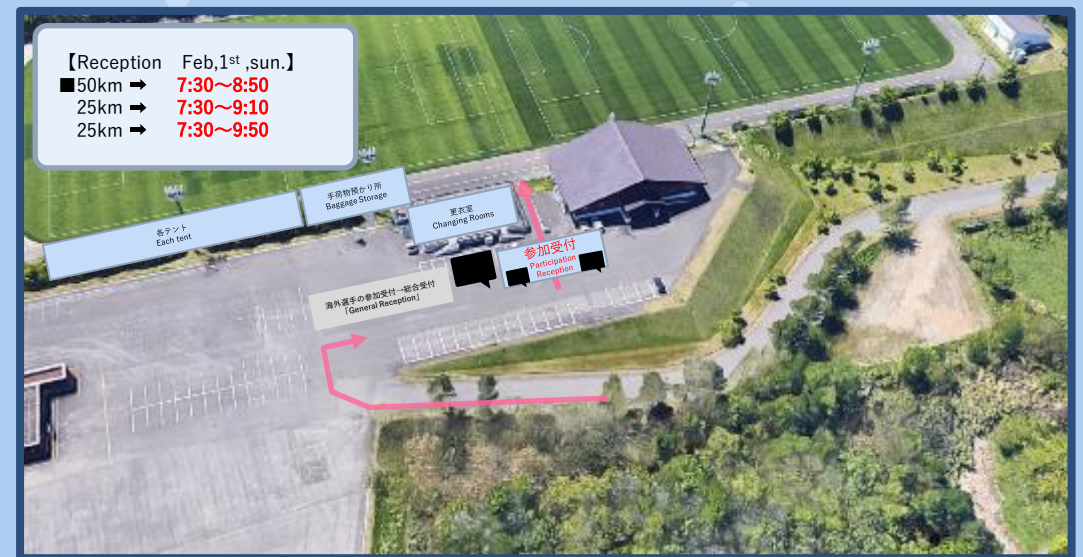 【Reception Feb,1st ,sun.】
■50km ➡ 7:30～8:50
25km ➡ 7:30～9:10
25km ➡ 7:30～9:50
手荷物預かり所
Baggage Storage
各テント
Each tent
更衣室
Changing Rooms
参加受付
Participation
Reception
海外選手の参加受付→総合受付
「General Reception」